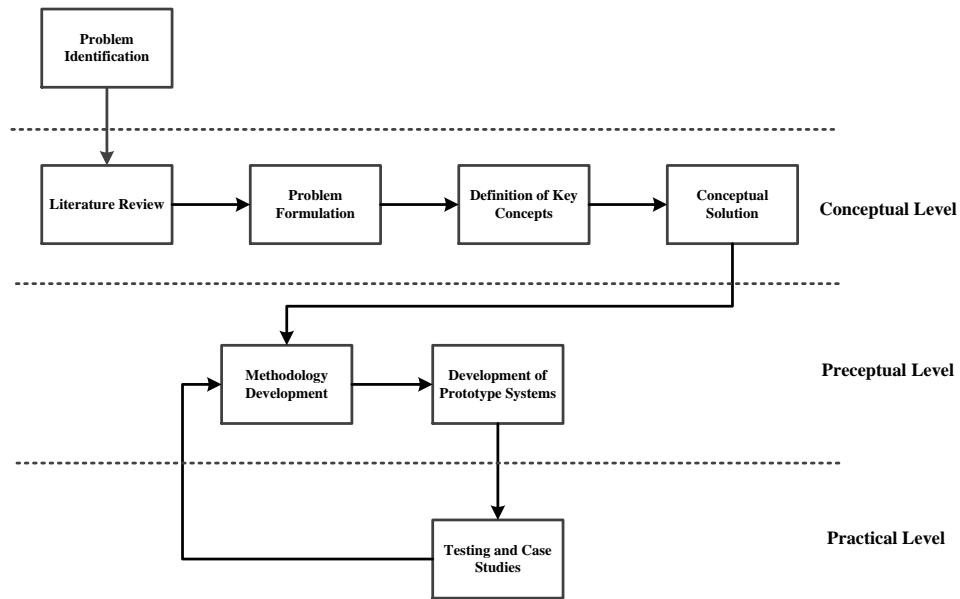 Problem
Identification
Literature Review
Problem
Formulation
Definition of Key
Concepts
Conceptual
Solution
Conceptual Level
Methodology
Development
Development of
Prototype Systems
Preceptual Level
Testing and Case
Studies
Practical Level